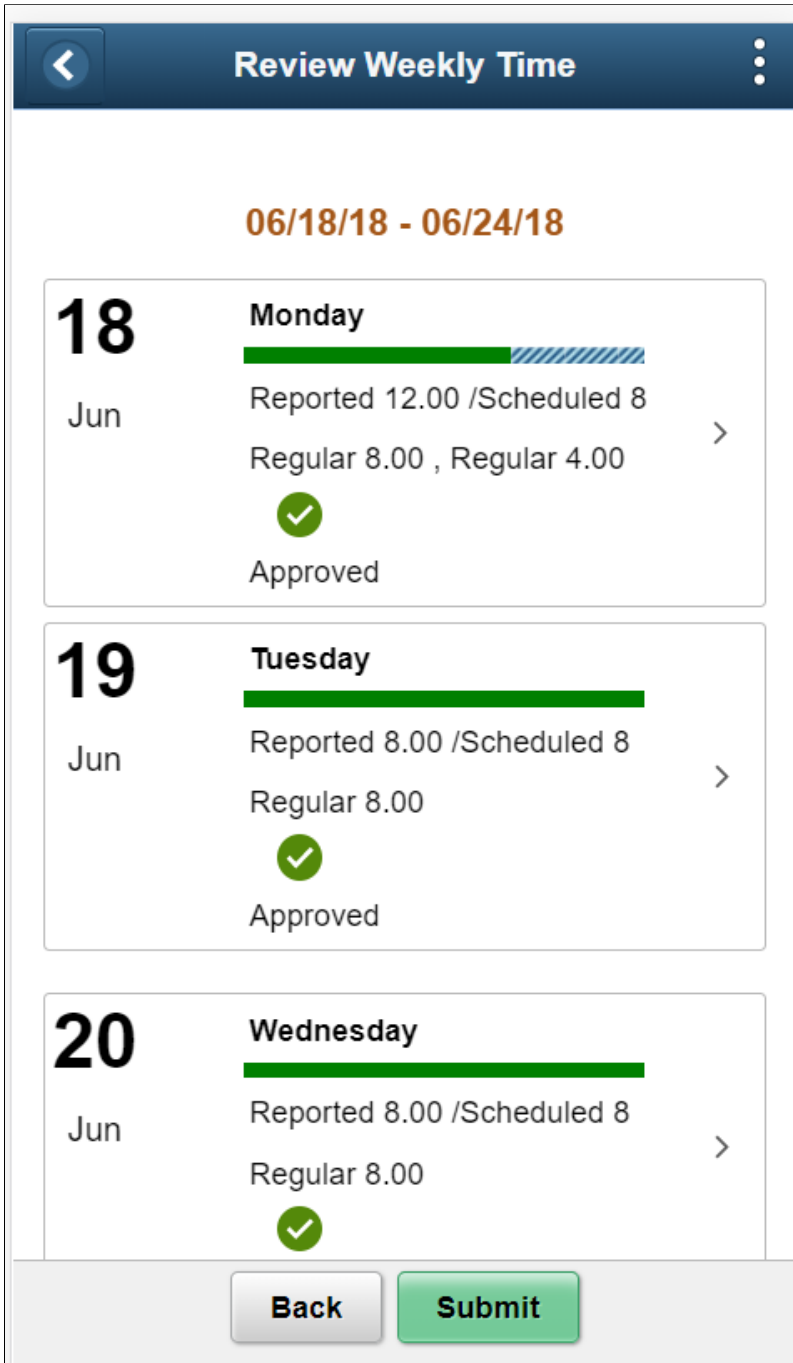 Review Weekly Time
06/18/18 - 06/24/18
18
Monday
Jun
Reported 12.00 /Scheduled 8
Regular 8.00 , Regular 4.00
Approved
19
Tuesday
Jun
Reported 8.00 /Scheduled 8
Regular 8.00
Approved
20
Wednesday
Jun
Reported 8.00 /Scheduled 8
Regular 8.00
Back
Submit